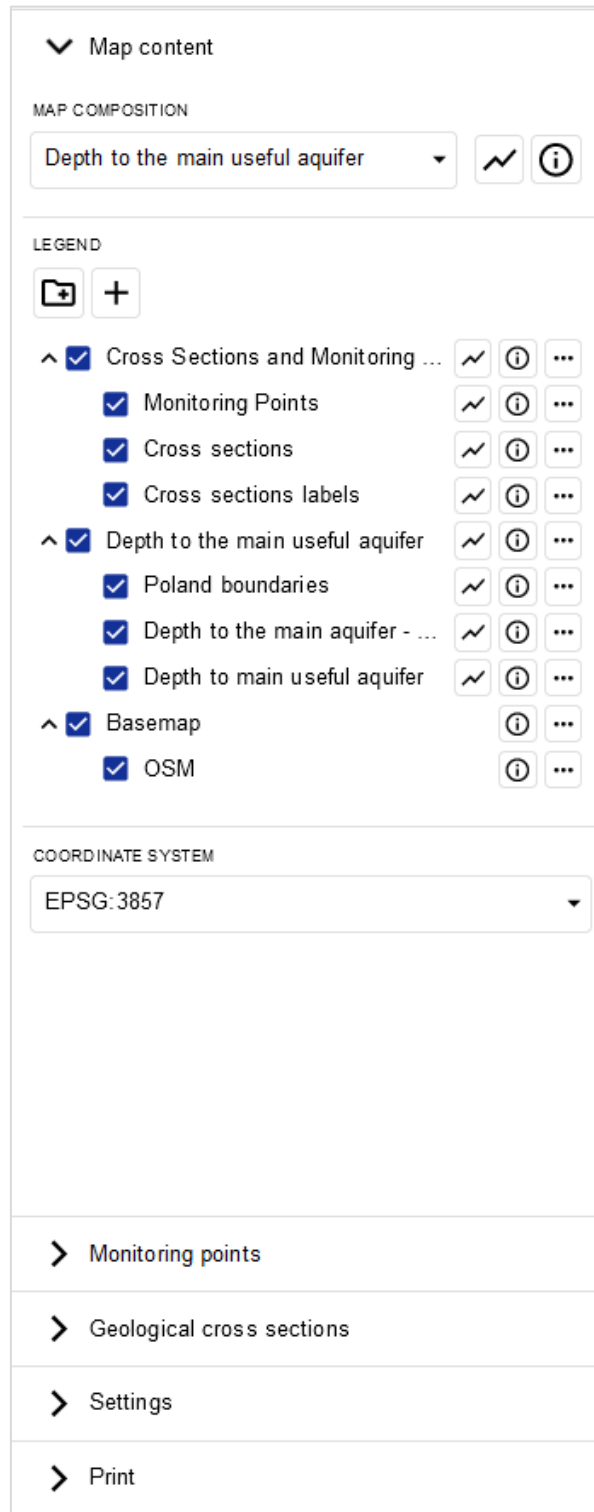 Map content
MAP COMPOSITION
Depth to the main useful aquifer
LEGEND
Cross Sections and Monitoring ...
Monitoring Points
Cross sections
Cross sections labels
Depth to the main useful aquifer
Poland boundaries
Depth to the main aquifer - ...
Depth to main useful aquifer
Basemap
OSM
COORDINATE SYSTEM
EPSG:3857
Monitoring points
Geological cross sections
Settings
Print